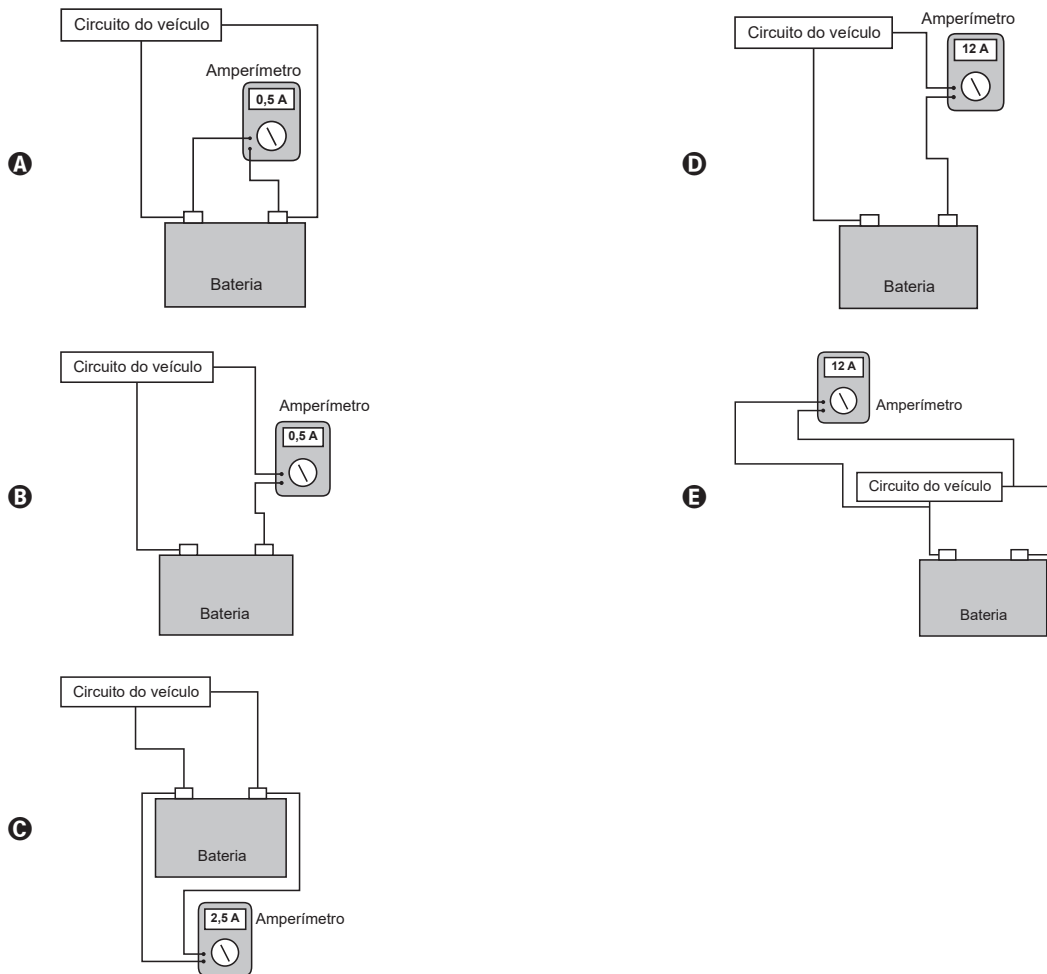 Circuito do veículo
Amperímetro
0,5 A
A
Bateria
Circuito do veículo
Amperímetro
0,5 A
B
Bateria
Circuito do veículo
C
Bateria
2,5 A
Amperímetro
Amperímetro
Circuito do veículo
12 A
D
Bateria
12 A
Amperímetro
Circuito do veículo
E
Bateria